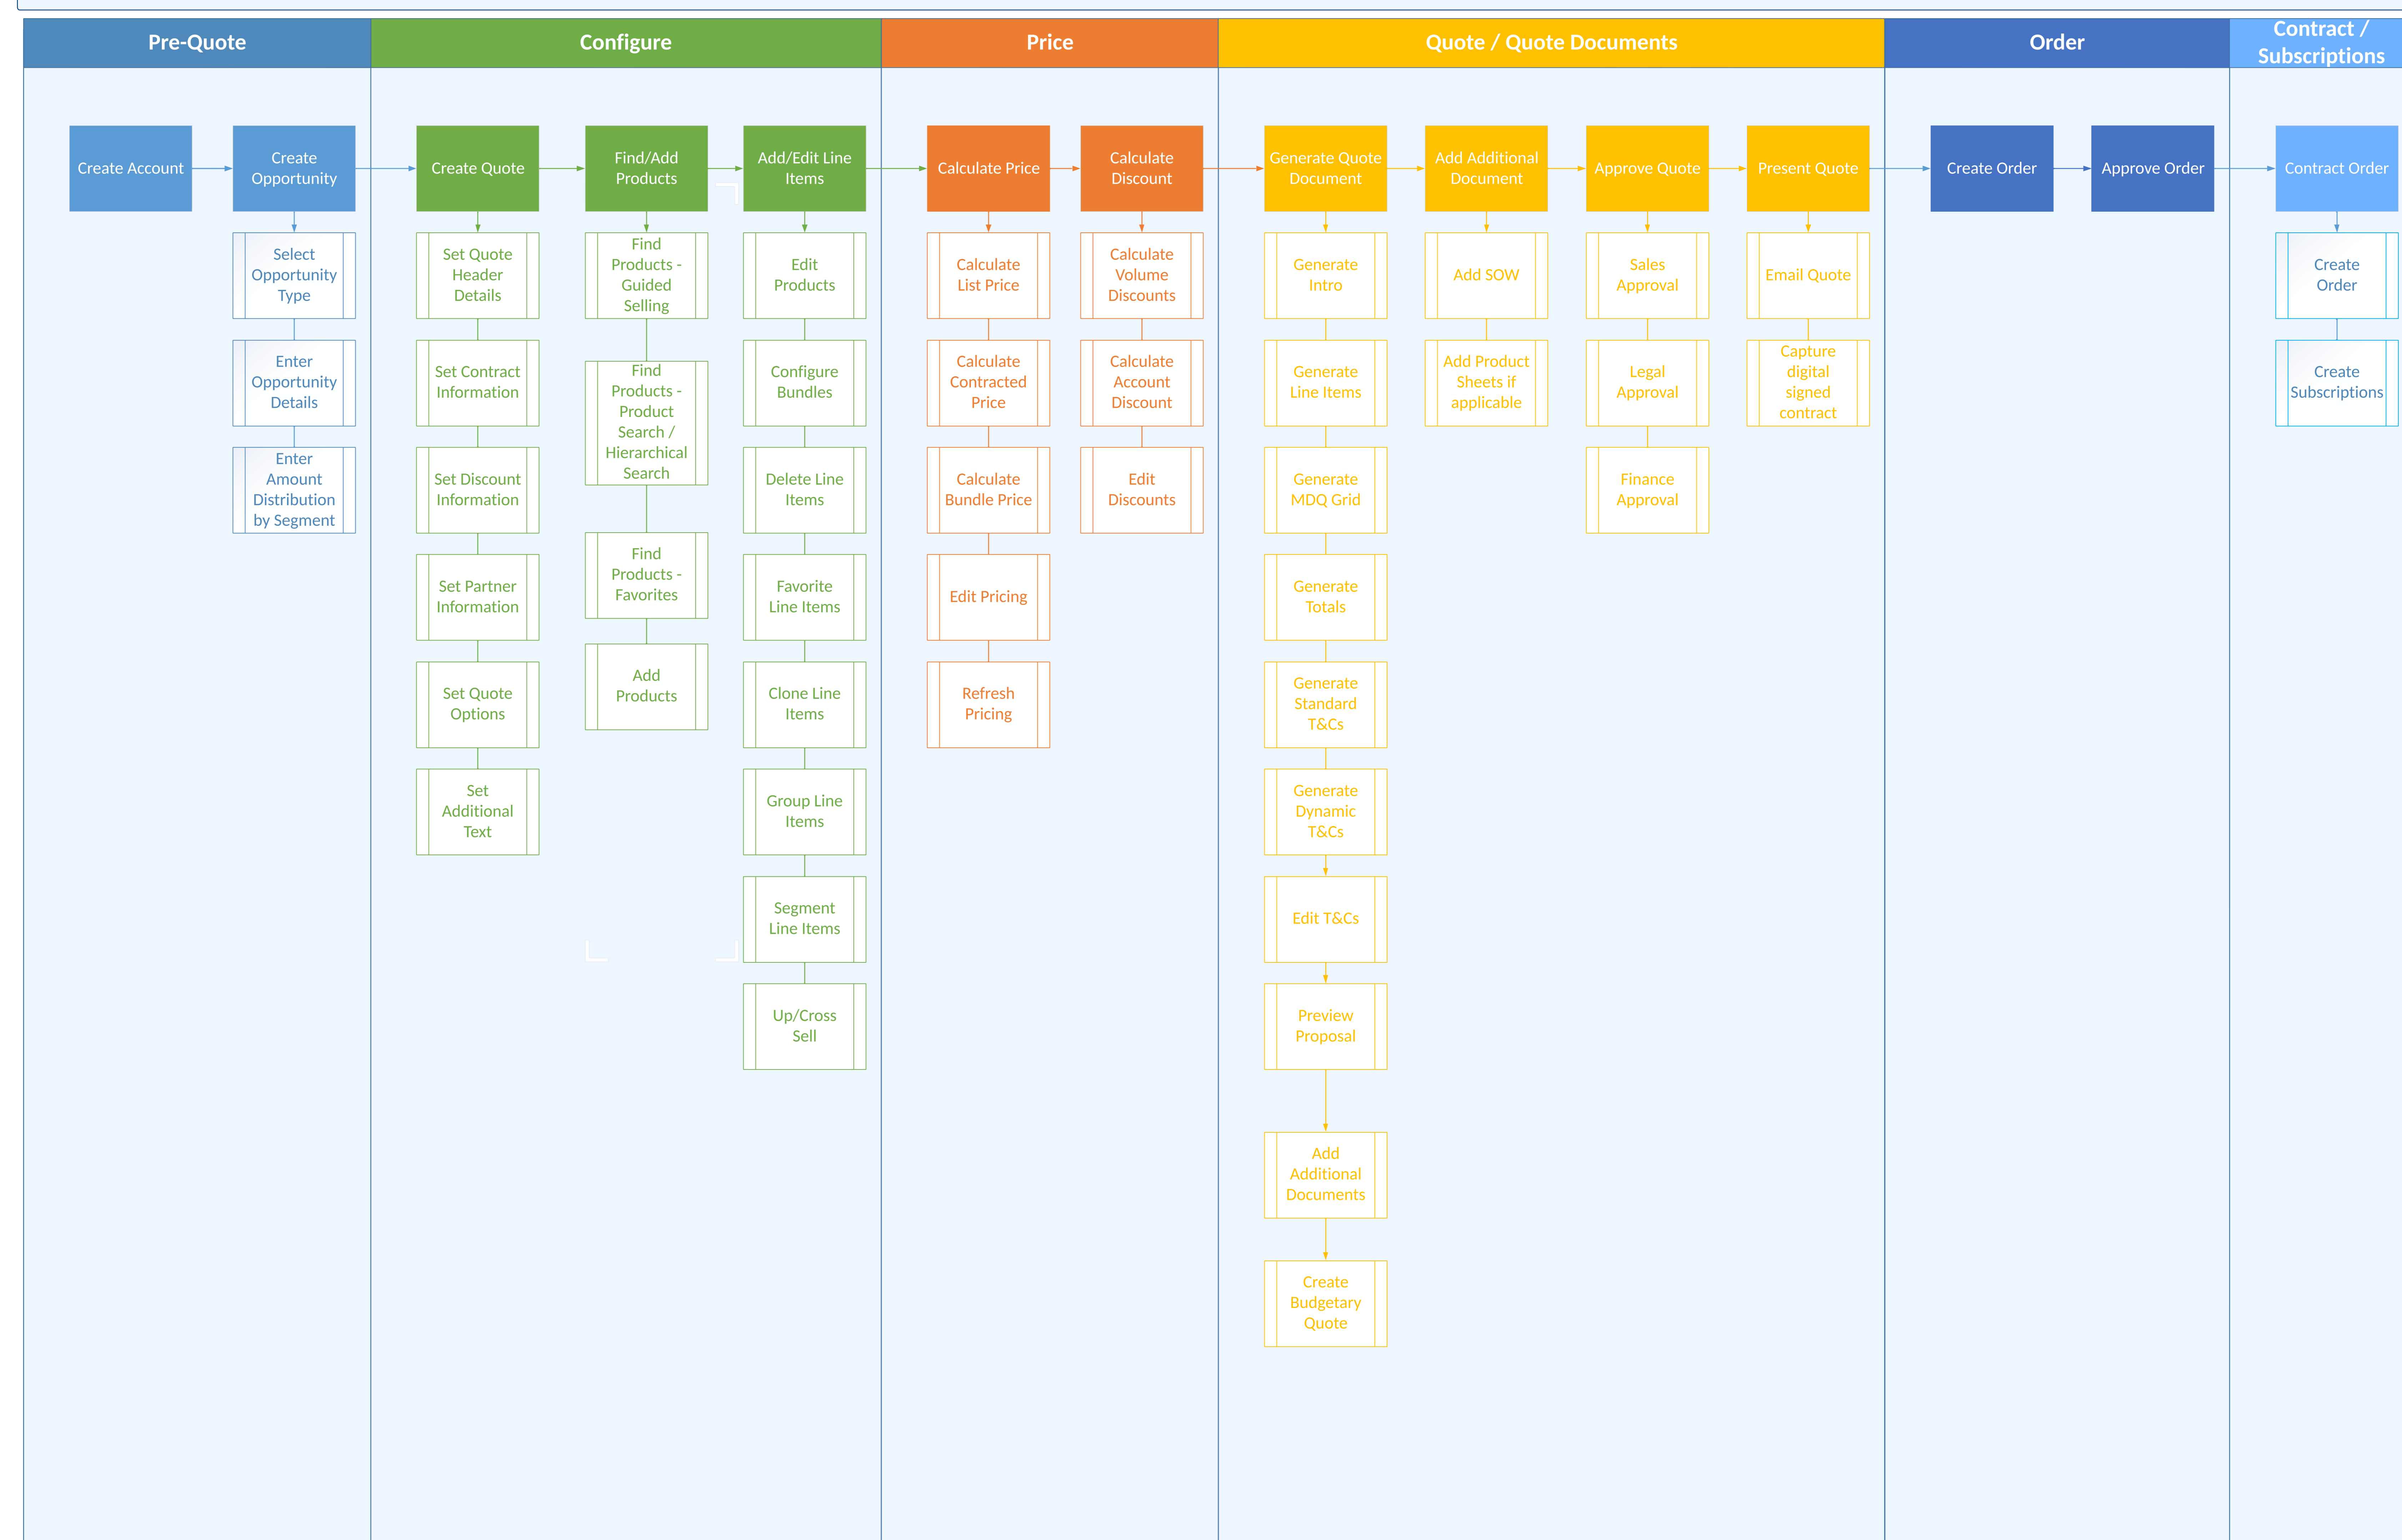 Pre-Quote
Configure
Price
Quote / Quote Documents
Order
Contract /
Subscriptions
Create Account
Create
Opportunity
Create Quote
Find/Add
Products
Add/Edit Line
Items
Calculate Price
Calculate
Discount
Generate Quote
Document
Add Additional
Document
Approve Quote
Present Quote
Create Order
Approve Order
Contract Order
Select
Opportunity
Type
Enter
Opportunity
Details
Enter
Amount
Distribution
by Segment
Set Quote
Header
Details
Set Contract
Information
Set Discount
Information
Set Partner
Information
Set Quote
Options
Set
Additional
Text
Find
Products -
Guided
Selling
Find
Products -
Product
Search /
Hierarchical
Search
Find
Products -
Favorites
Add
Products
Edit
Products
Configure
Bundles
Delete Line
Items
Favorite
Line Items
Clone Line
Items
Group Line
Items
Segment
Line Items
Up/Cross
Sell
Calculate
List Price
Calculate
Contracted
Price
Calculate
Bundle Price
Edit Pricing
Refresh
Pricing
Calculate
Volume
Discounts
Calculate
Account
Discount
Edit
Discounts
Generate
Intro
Generate
Line Items
Generate
MDQ Grid
Generate
Totals
Generate
Standard
T&Cs
Generate
Dynamic
T&Cs
Edit T&Cs
Preview
Proposal
Add
Additional
Documents
Create
Budgetary
Quote
Add SOW
Add Product
Sheets if
applicable
Sales
Approval
Legal
Approval
Finance
Approval
Email Quote
Capture
digital
signed
contract
Create
Order
Create
Subscriptions